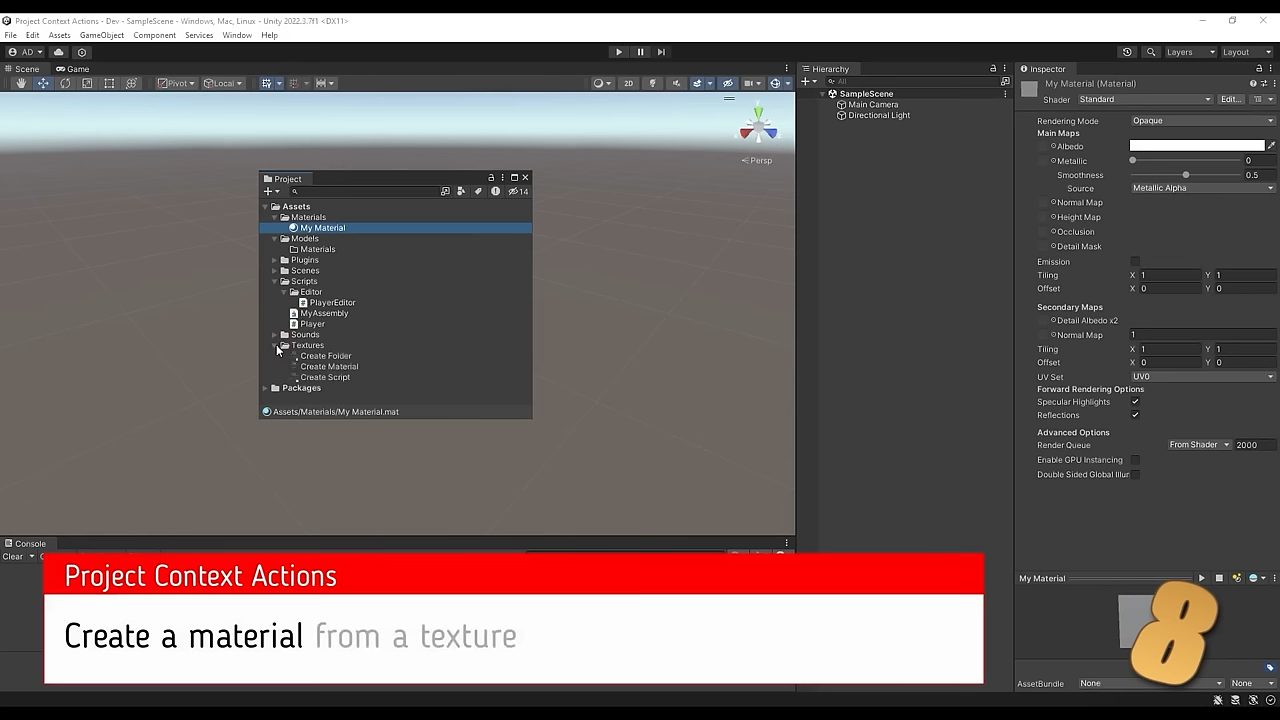 Project Context Actions - Dev - SampleScene - Windows, Mac, Linux - Unity 2022.3.7f1 <DX11>
File Edit Assets GameObject Component Services Window Help
AD Layers Layout
Scene Game
Pivot Local 2D
Persp
Project
14
Assets
Materials
My Material
Models
Materials
Plugins
Scenes
Scripts
Editor
PlayerEditor
MyAssembly
Player
Sounds
Textures
Create Folder
Create Material
Create Script
Packages
Assets/Materials/My Material.mat
Hierarchy
All
SampleScene
Main Camera
Directional Light
Inspector
My Material (Material)
Shader Standard Edit...
Rendering Mode Opaque
Main Maps
Albedo
Metallic 0
Smoothness 0.5
Source Metallic Alpha
Normal Map
Height Map
Occlusion
Detail Mask
Emission
Tiling X 1 Y 1
Offset X 0 Y 0
Secondary Maps
Detail Albedo x2
Normal Map 1
Tiling X 1 Y 1
Offset X 0 Y 0
UV Set UV0
Forward Rendering Options
Specular Highlights
Reflections
Advanced Options
Render Queue From Shader 2000
Enable GPU Instancing
Double Sided Global Illur
My Material
AssetBundle None None
Console
Clear
Project Context Actions
Create a material from a texture
8